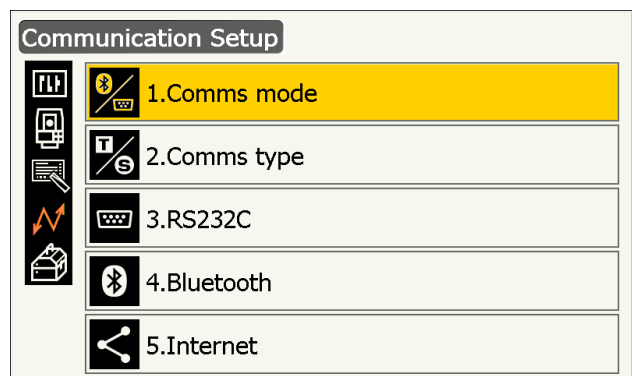 Communication Setup
1.Comms mode
T
S
2.Comms type
3.RS232C
4.Bluetooth
5.Internet